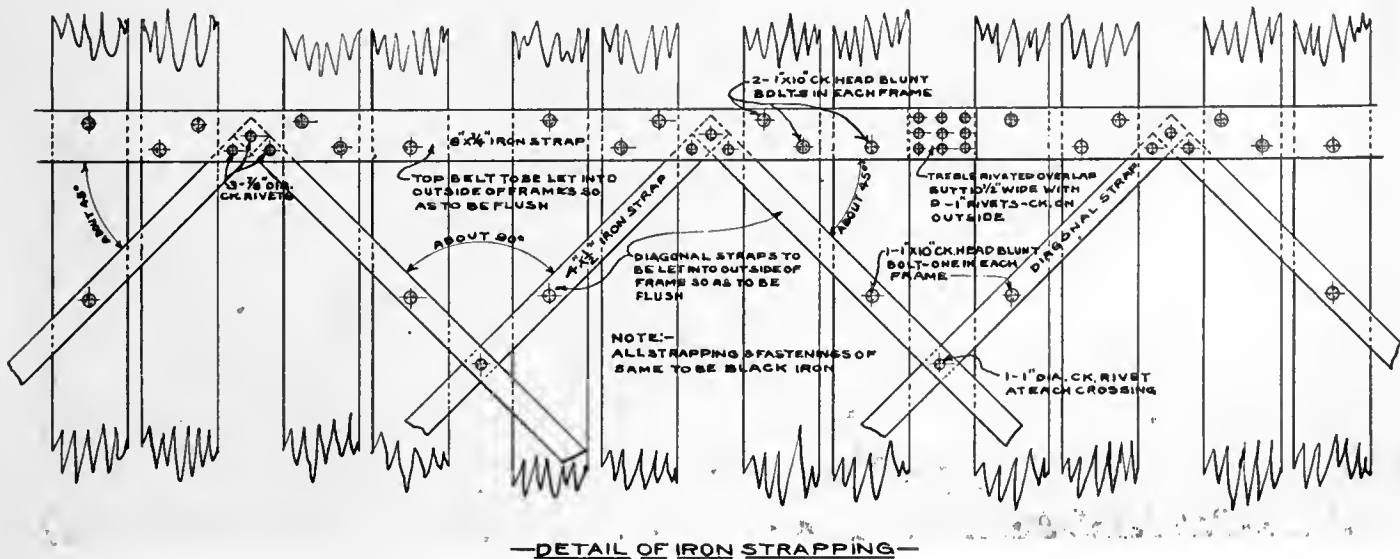 2-1"X10"CK HEAD BLUNT
BOLTS IN EACH FRAME
8"X¾" IRON STRAP
TOP BELT TO BE LET INTO
OUTSIDE OF FRAMES SO
AS TO BE FLUSH
3-⅞"DIA.
CK RIVETS
ABOUT 45°
ABOUT 90°
4"X½" IRON STRAP
DIAGONAL STRAPS TO
BE LET INTO OUTSIDE OF
FRAME SO AS TO BE
FLUSH
ABOUT 45°
TREBLE RIVATED OVERLAP
BUTT 10½" WIDE WITH
9-1" RIVETS-CK. ON
OUTSIDE
DIAGONAL STRAP
1-1"X10"CK.HEAD BLUNT
BOLT-ONE IN EACH
FRAME
NOTE:-
ALL STRAPPING & FASTENINGS OF
SAME TO BE BLACK IRON
1-1"DIA. CK. RIVET
AT EACH CROSSING
—DETAIL OF IRON STRAPPING—